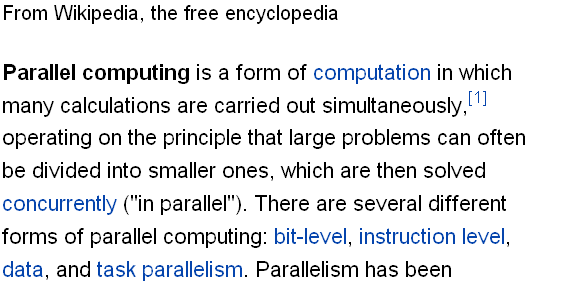 From Wikipedia, the free encyclopedia
Parallel computing is a form of computation in which
many calculations are carried out simultaneously,[1]
operating on the principle that large problems can often
be divided into smaller ones, which are then solved
concurrently ("in parallel"). There are several different
forms of parallel computing: bit-level, instruction level,
data, and task parallelism. Parallelism has been